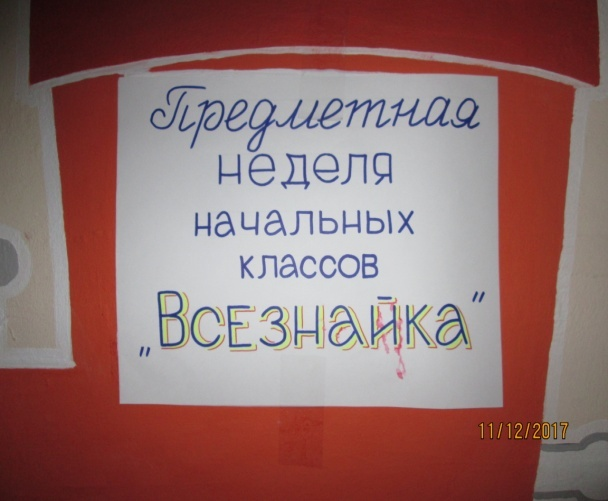 Предметная
неделя
начальных
классов
„Всезнайка"
11/12/2017